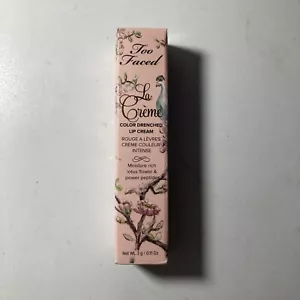 Too
Faced
La
Crème
COLOR DRENCHED
LIP CREAM
ROUGE A LÈVRES
CRÈME COULEUR
INTENSE
Moisture rich
lotus flower &
power peptides
Net. Wt. 3g - 0.11 Oz